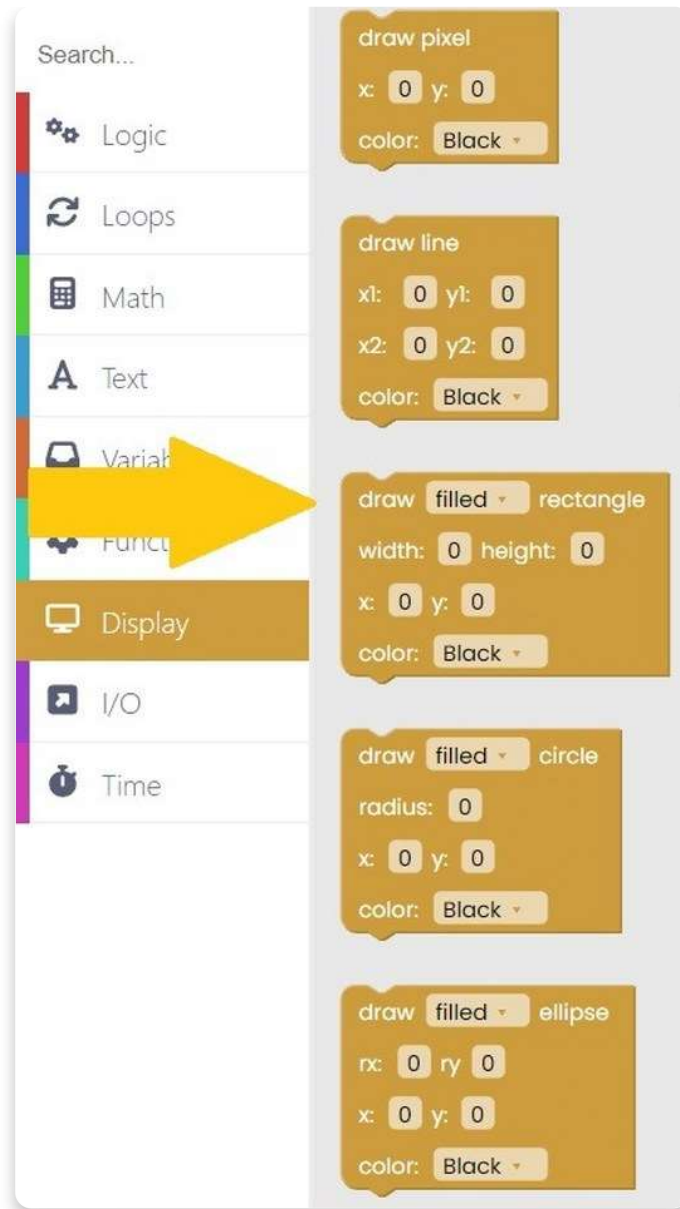 Search...
Logic
Loops
Math
Text
Variab
Funct
Display
I/O
Time
draw pixel
x: 0 y: 0
color: Black
draw line
x1: 0 y1: 0
x2: 0 y2: 0
color: Black
draw filled rectangle
width: 0 height: 0
x: 0 y: 0
color: Black
draw filled circle
radius: 0
x: 0 y: 0
color: Black
draw filled ellipse
rx: 0 ry 0
x: 0 y: 0
color: Black